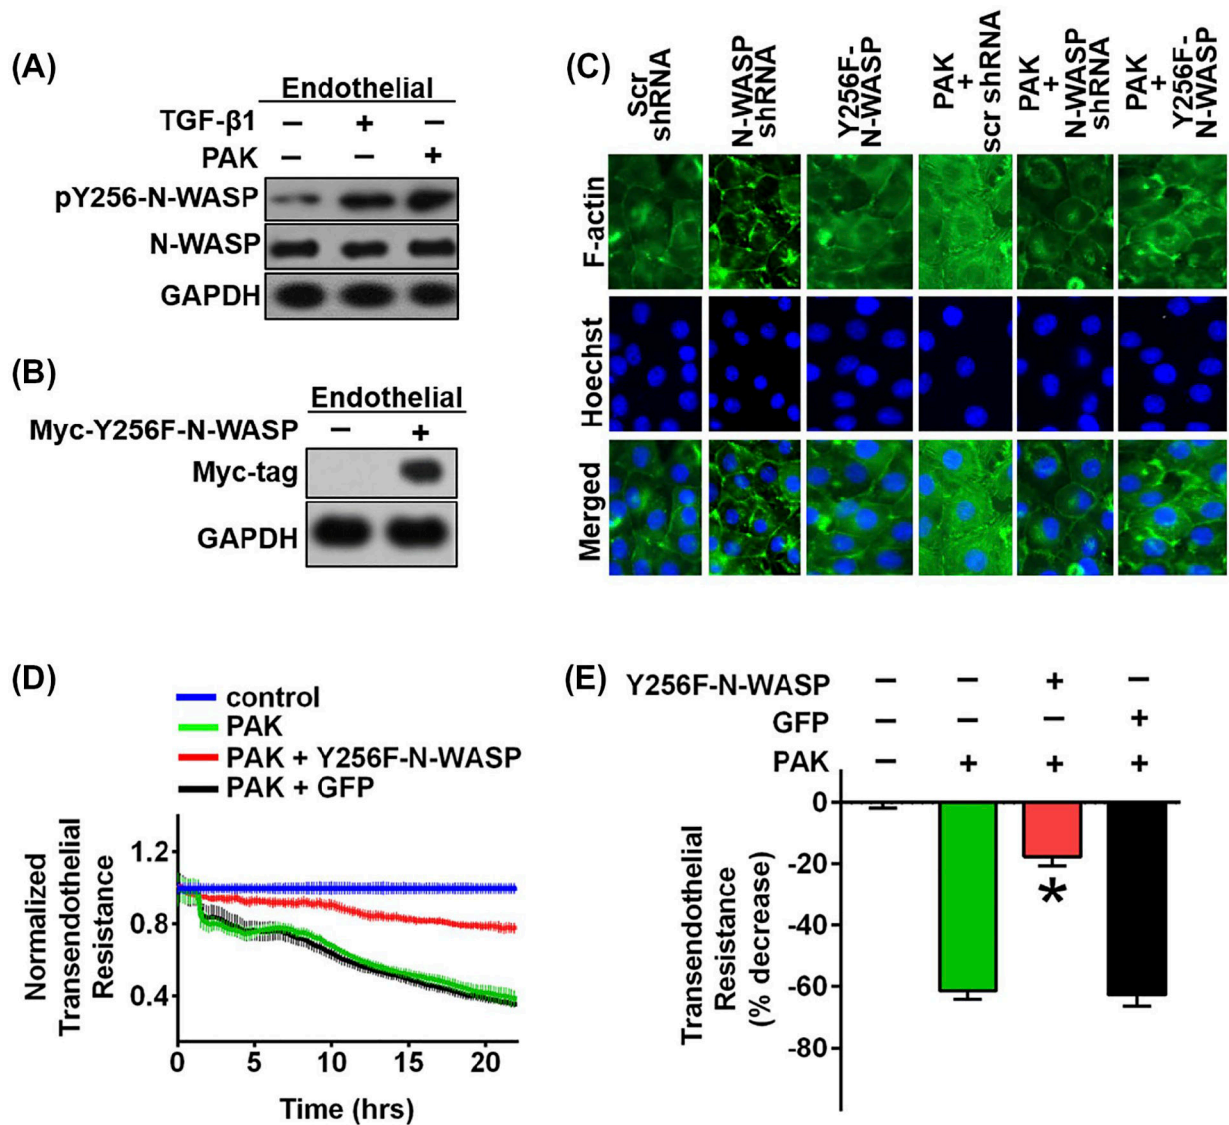 (A)
Endothelial
TGF-β1 – + –
PAK – – +
pY256-N-WASP
N-WASP
GAPDH
(B)
Endothelial
Myc-Y256F-N-WASP – +
Myc-tag
GAPDH
(C)
Scr
shRNA
N-WASP
shRNA
Y256F-
N-WASP
PAK
+
scr shRNA
PAK
+
N-WASP
shRNA
PAK
+
Y256F-
N-WASP
F-actin
Hoechst
Merged
(D)
control
PAK
PAK + Y256F-N-WASP
PAK + GFP
Normalized
Transendothelial
Resistance
1.2
0.8
0.4
0 5 10 15 20
Time (hrs)
(E)
Y256F-N-WASP – – + –
GFP – – – +
PAK – + + +
Transendothelial
Resistance
(% decrease)
0
-20
-40
-60
-80
*